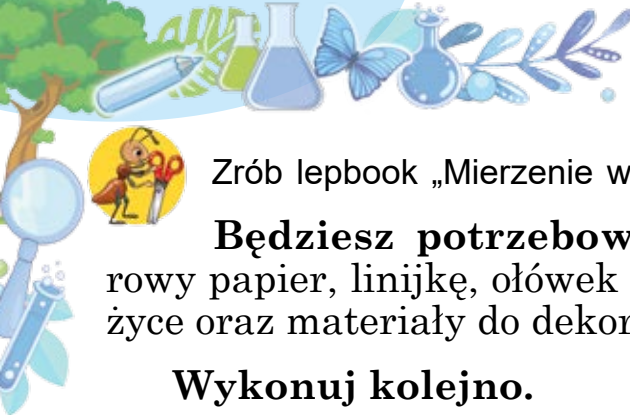 Zrób lepbook „Mierzenie w
Będziesz potrzebow
rowy papier, linijkę, ołówek
życe oraz materiały do dekor
Wykonuj kolejno.